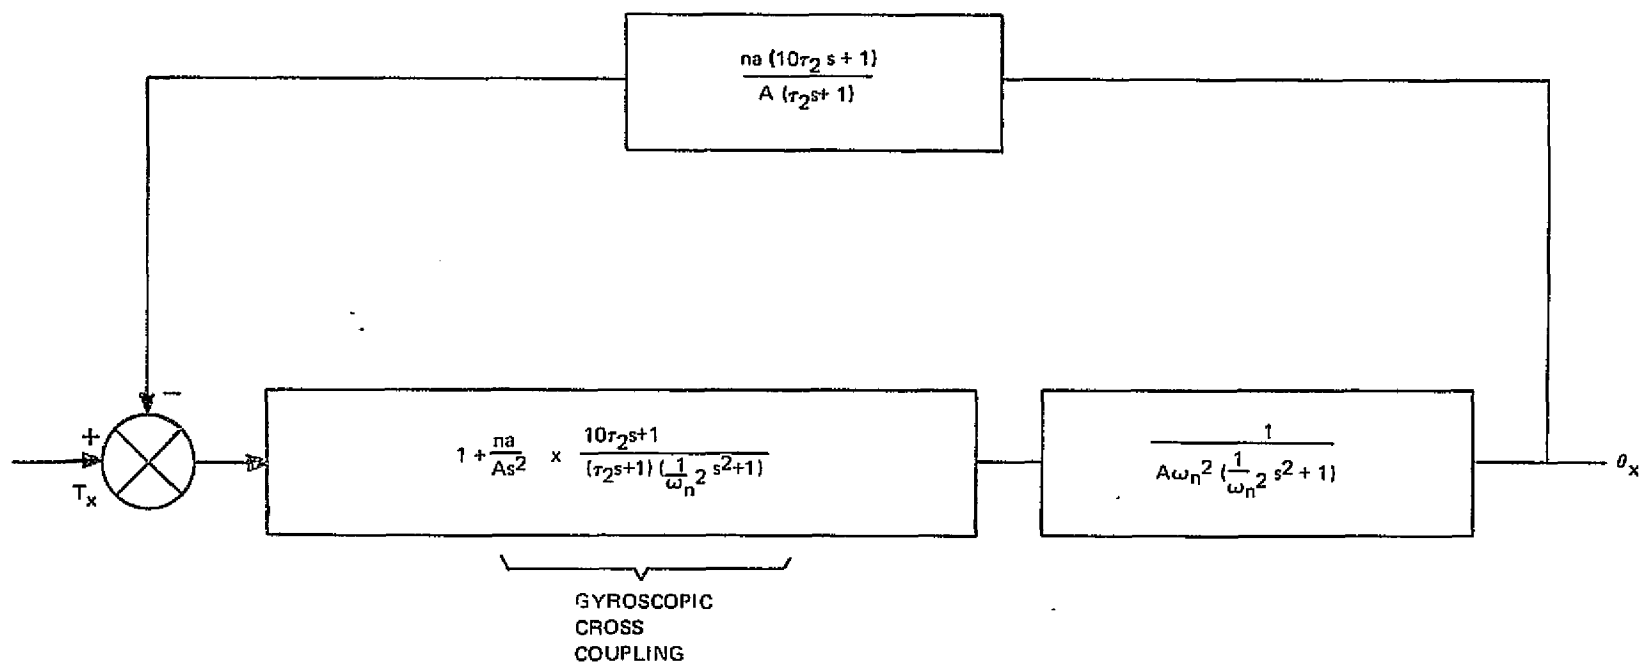 na (10τ₂ s + 1)
A (τ₂s+ 1)
−
+
Tₓ
1 + na/As² x 10τ₂s+1 / (τ₂s+1) (1/ωₙ² s²+1)
1
Aωₙ² (1/ωₙ² s² + 1)
θₓ
GYROSCOPIC
CROSS
COUPLING